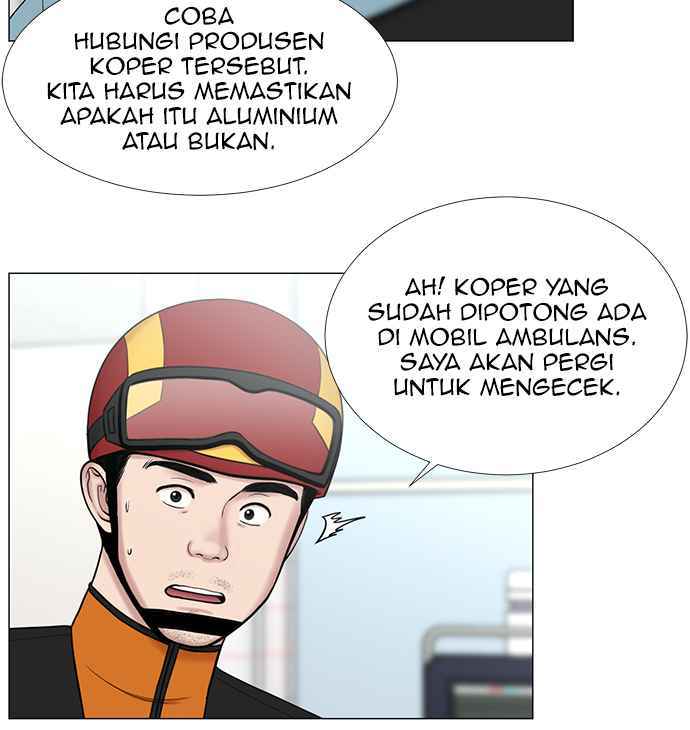 COBA
HUBUNGI PRODUSEN
KOPER TERSEBUT.
KITA HARUS MEMASTIKAN
APAKAH ITU ALUMINIUM
ATAU BUKAN.
AH! KOPER YANG
SUDAH DIPOTONG ADA
DI MOBIL AMBULANS.
SAYA AKAN PERGI
UNTUK MENGECEK.